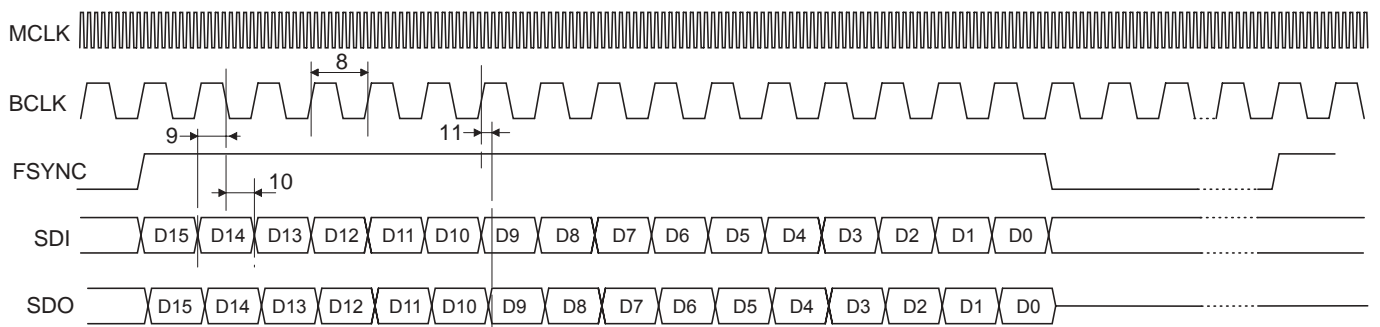 MCLK
8
BCLK
9 11
FSYNC
10
SDI D15 D14 D13 D12 D11 D10 D9 D8 D7 D6 D5 D4 D3 D2 D1 D0
SDO D15 D14 D13 D12 D11 D10 D9 D8 D7 D6 D5 D4 D3 D2 D1 D0